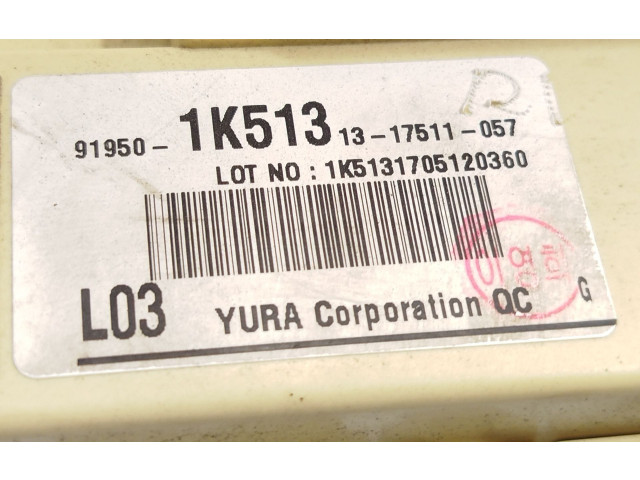 R
91950- 1K513 13-17511-057
LOT NO : 1K5131705120360
L03 YURA Corporation QC G